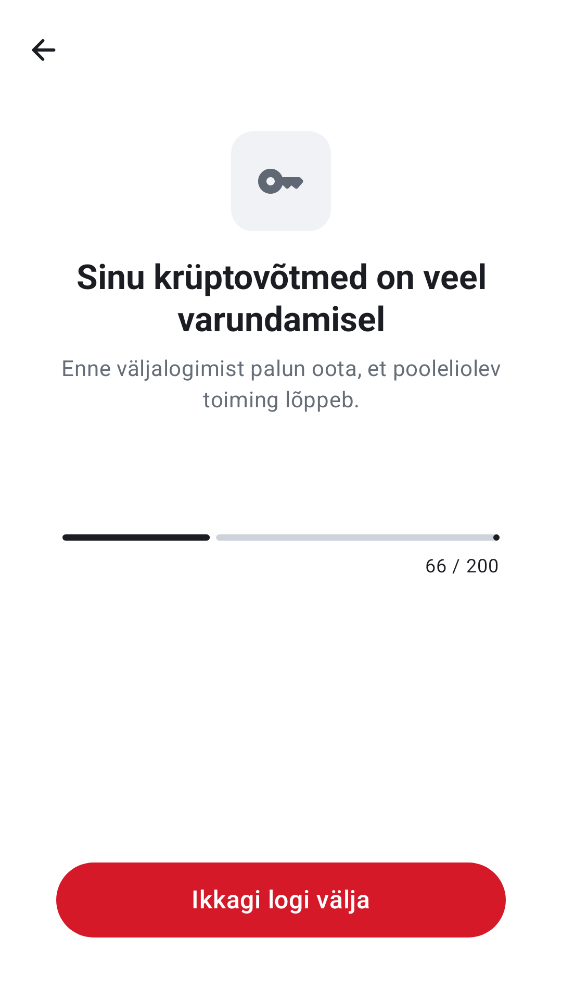 Sinu krüptovõtmed on veel
varundamisel
Enne väljalogimist palun oota, et pooleliolev
toiming lõppeb.
66 / 200
Ikkagi logi välja